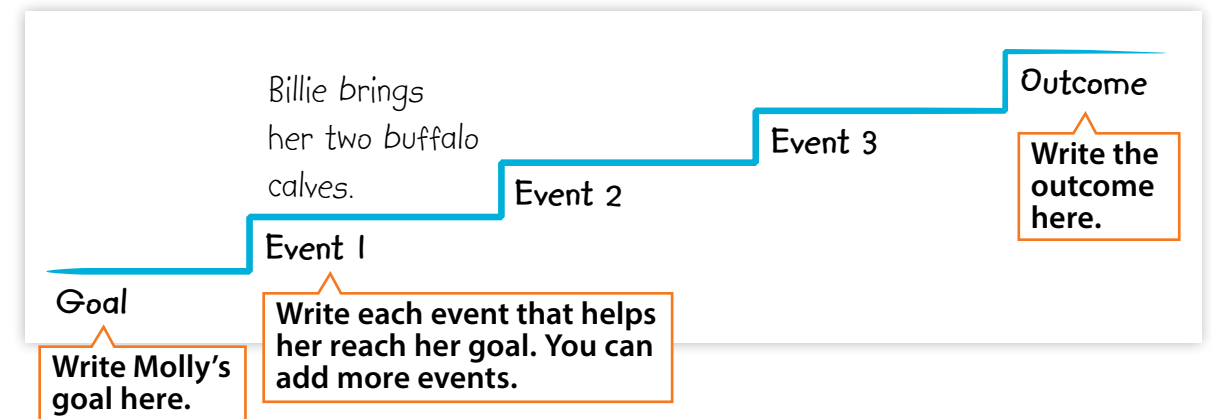 Billie brings
her two buffalo
calves.
Goal
Write Molly's
goal here.
Event 1
Write each event that helps
her reach her goal. You can
add more events.
Event 2
Event 3
Outcome
Write the
outcome
here.